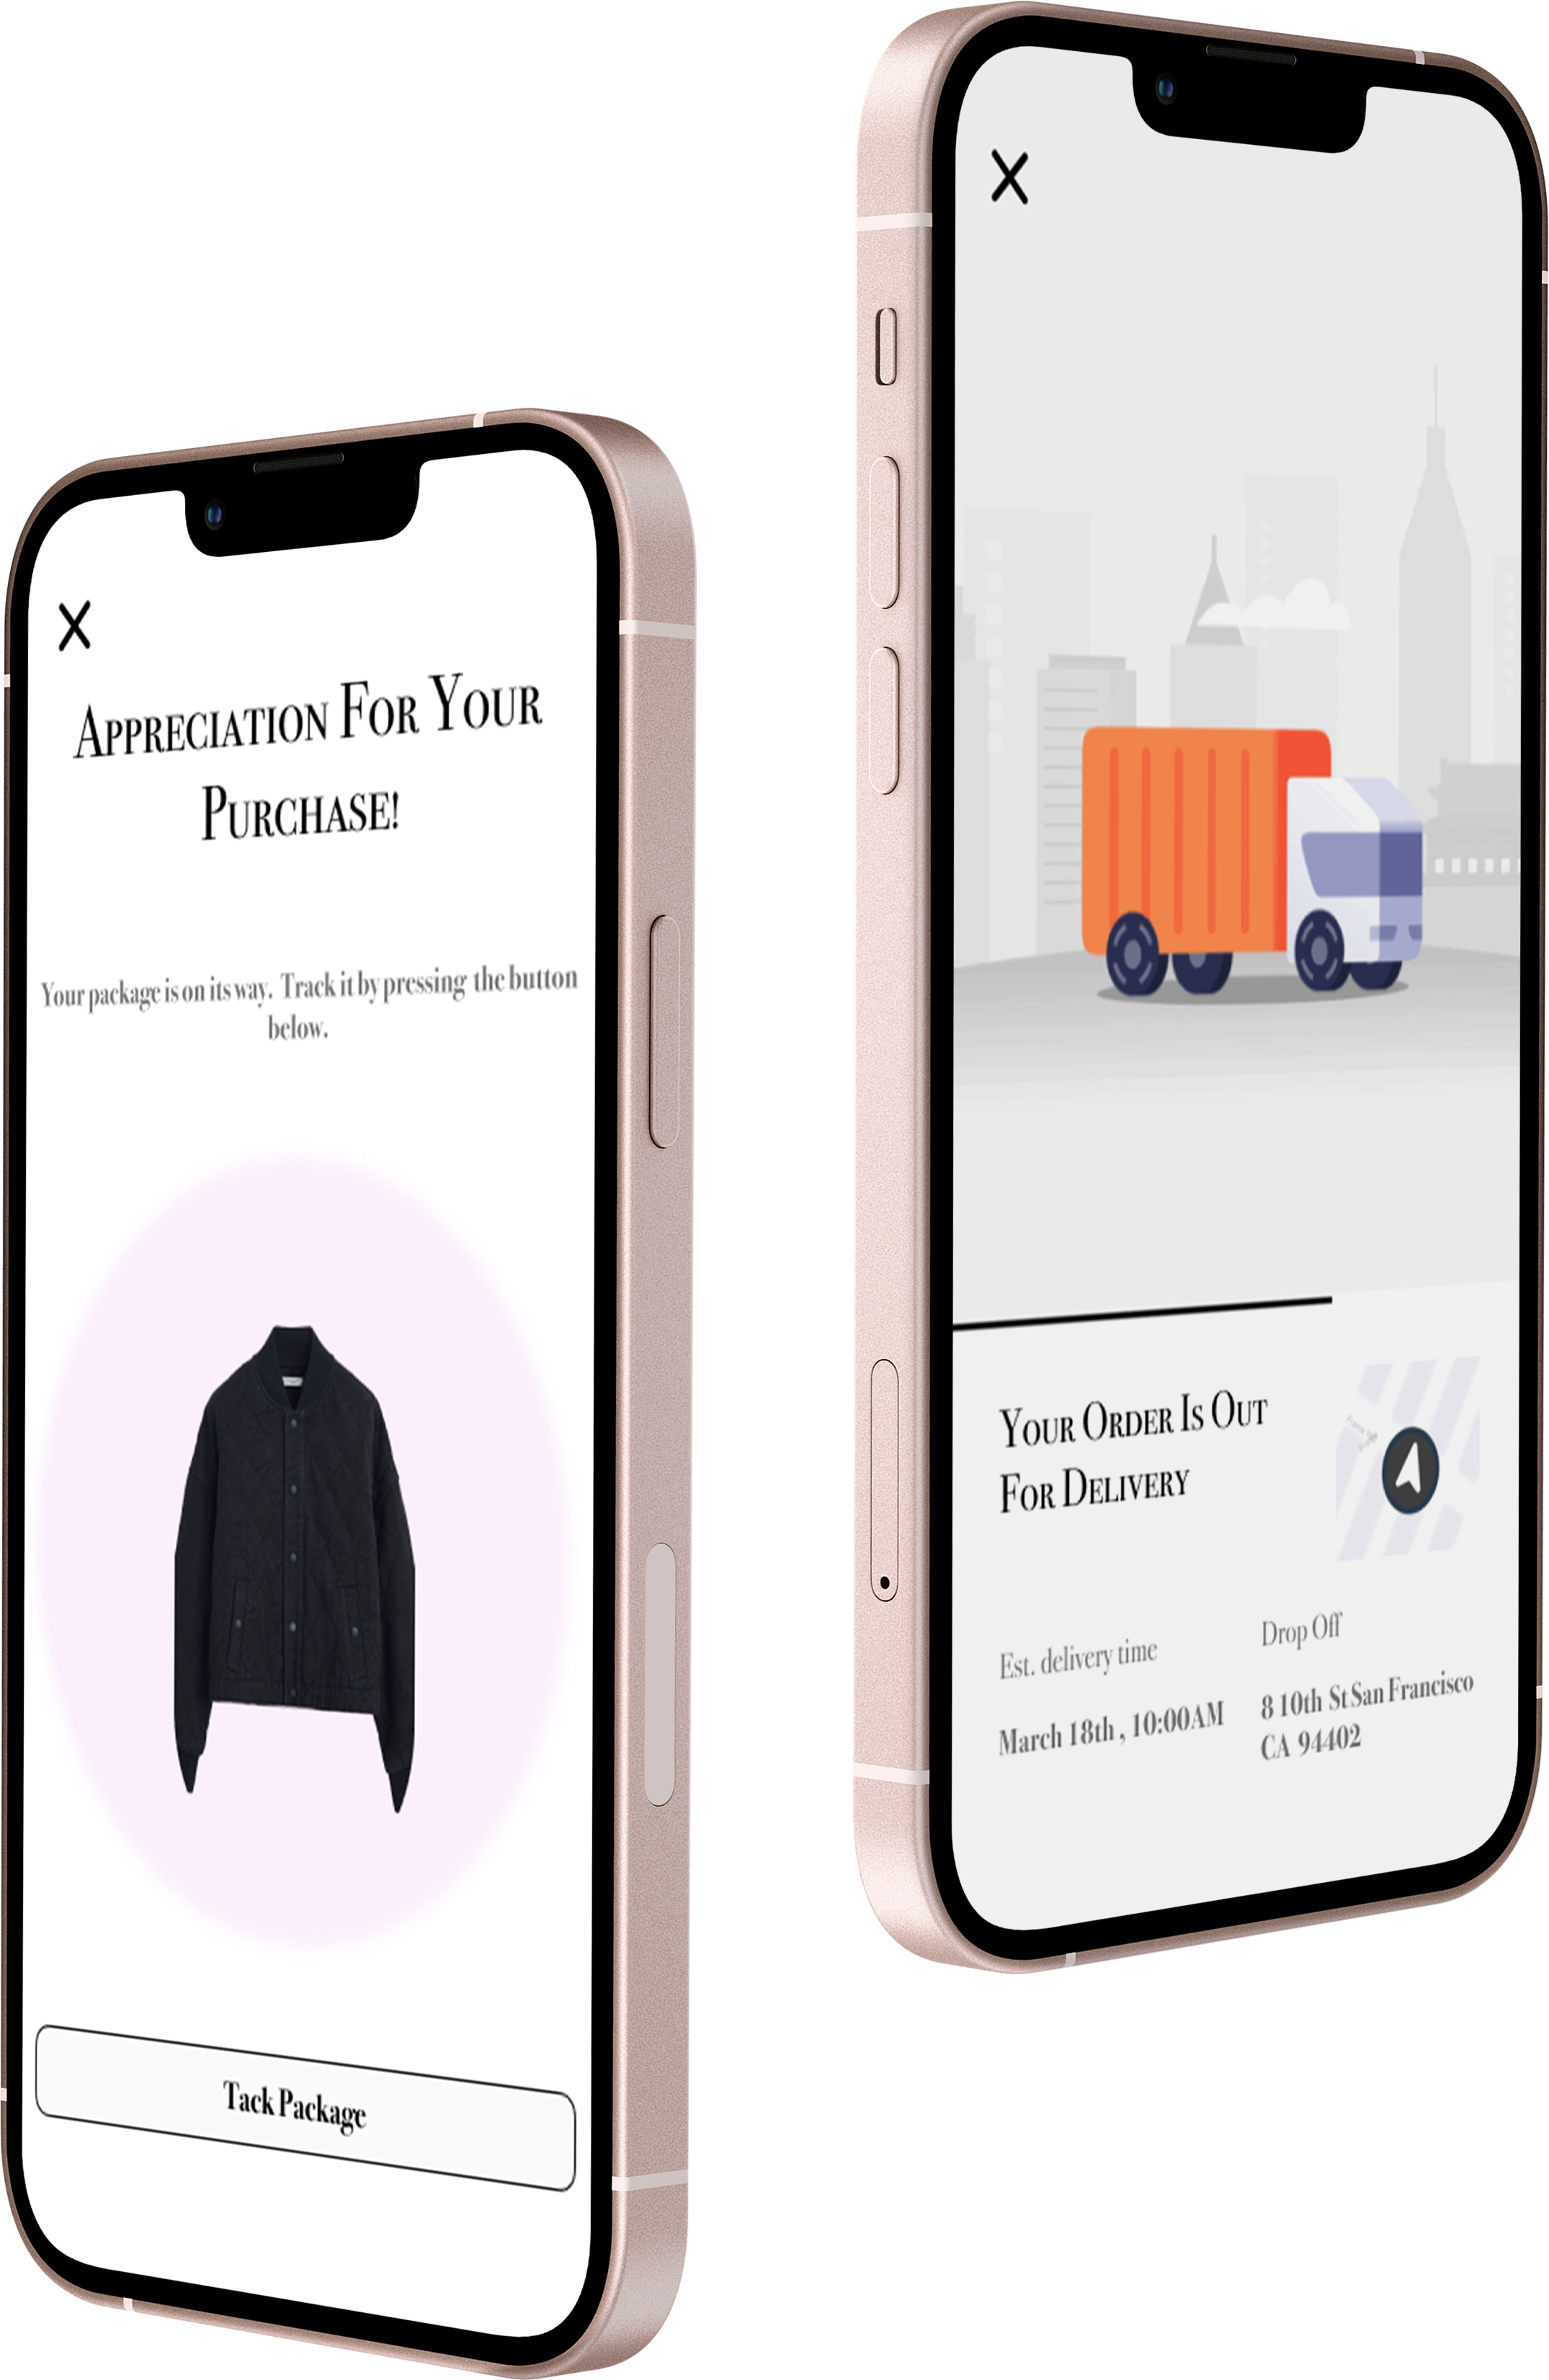 X
Appreciation For Your
Purchase!
Your package is on its way. Track it by pressing the button
below.
Tack Package
X
Your Order Is Out
For Delivery
Est. delivery time
March 18th , 10:00AM
Drop Off
8 10th St San Francisco
CA 94402